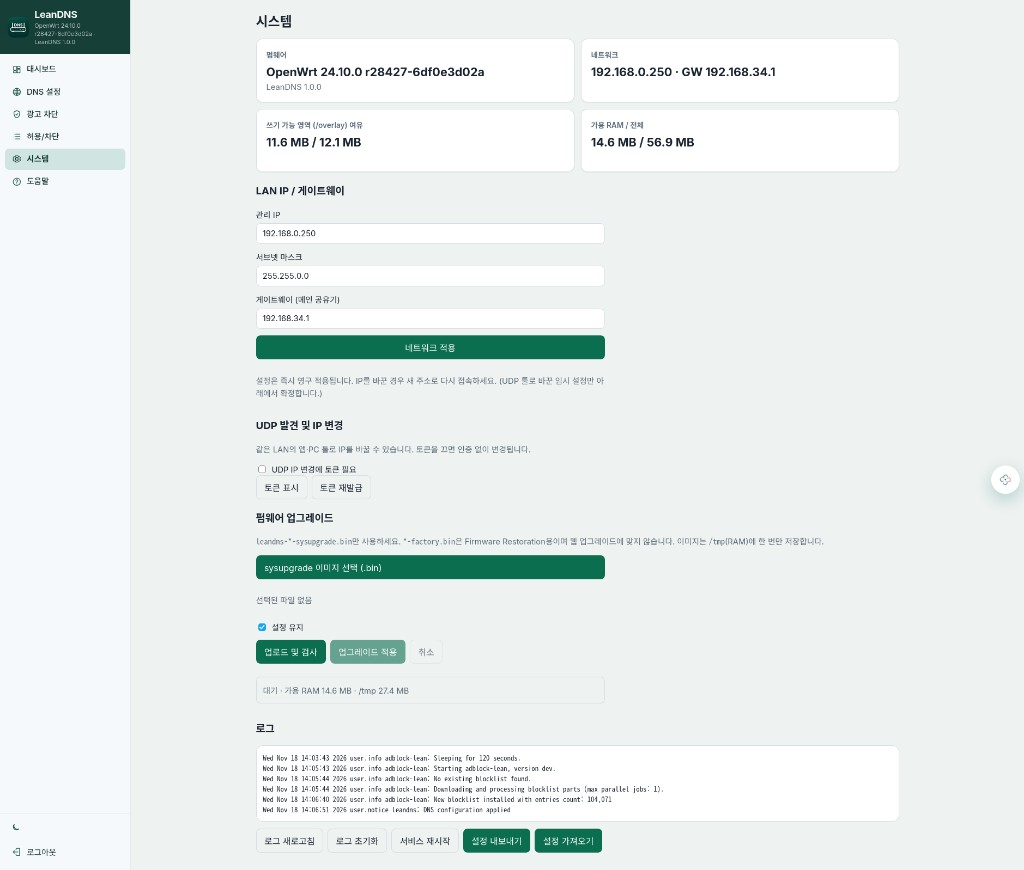 LeanDNS
OpenWrt 24.10.0
r28427-6df0e3d02a ·
LeanDNS 1.0.0
대시보드
DNS 설정
광고 차단
허용/차단
시스템
도움말
로그아웃
시스템
펌웨어
OpenWrt 24.10.0 r28427-6df0e3d02a
LeanDNS 1.0.0
네트워크
192.168.0.250 · GW 192.168.34.1
쓰기 가능 영역 (/overlay) 여유
11.6 MB / 12.1 MB
가용 RAM / 전체
14.6 MB / 56.9 MB
LAN IP / 게이트웨이
관리 IP
192.168.0.250
서브넷 마스크
255.255.0.0
게이트웨이 (메인 공유기)
192.168.34.1
네트워크 적용
설정은 즉시 영구 적용됩니다. IP를 바꾼 경우 새 주소로 다시 접속하세요. (UDP 툴로 바꾼 임시 설정만 아
래에서 확정합니다.)
UDP 발견 및 IP 변경
같은 LAN의 앱·PC 툴로 IP를 바꿀 수 있습니다. 토큰을 끄면 인증 없이 변경됩니다.
UDP IP 변경에 토큰 필요
토큰 표시
토큰 재발급
펌웨어 업그레이드
leandns-*-sysupgrade.bin만 사용하세요. *-factory.bin은 Firmware Restoration용이며 웹 업그레이드에 맞지 않습니다. 이미지는 /tmp(RAM)에 한 번만 저장합니다.
sysupgrade 이미지 선택 (.bin)
선택된 파일 없음
설정 유지
업로드 및 검사
업그레이드 적용
취소
대기 · 가용 RAM 14.6 MB · /tmp 27.4 MB
로그
Wed Nov 18 14:03:43 2026 user.info adblock-lean: Sleeping for 120 seconds.
Wed Nov 18 14:05:43 2026 user.info adblock-lean: Starting adblock-lean, version dev.
Wed Nov 18 14:05:44 2026 user.info adblock-lean: No existing blocklist found.
Wed Nov 18 14:05:44 2026 user.info adblock-lean: Downloading and processing blocklist parts (max parallel jobs: 1).
Wed Nov 18 14:06:40 2026 user.info adblock-lean: New blocklist installed with entries count: 104,071
Wed Nov 18 14:06:51 2026 user.notice leandns: DNS configuration applied
로그 새로고침
로그 초기화
서비스 재시작
설정 내보내기
설정 가져오기